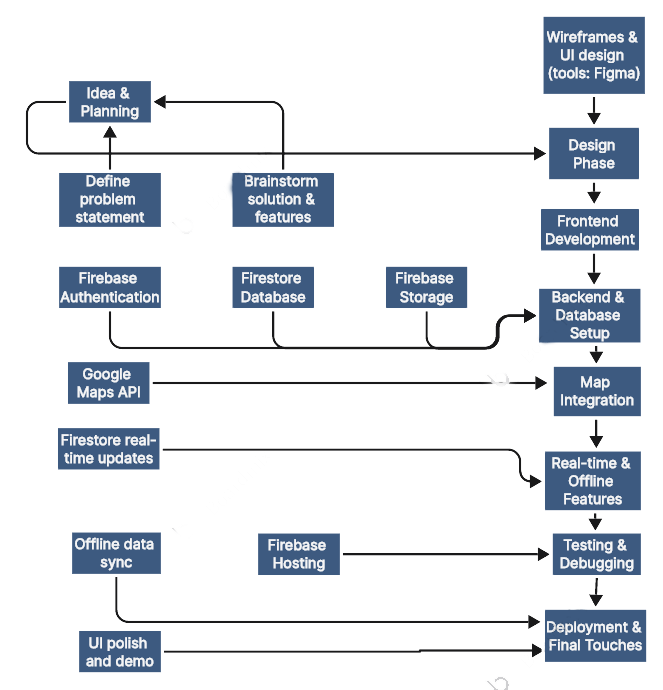 Wireframes &
UI design
(tools: Figma)
Idea &
Planning
Design
Phase
Define
problem
statement
Brainstorm
solution &
features
Frontend
Development
Firebase
Authentication
Firestore
Database
Firebase
Storage
Backend &
Database
Setup
Google
Maps API
Map
Integration
Firestore real-
time updates
Real-time &
Offline
Features
Offline data
sync
Firebase
Hosting
Testing &
Debugging
Deployment &
Final Touches
UI polish
and demo